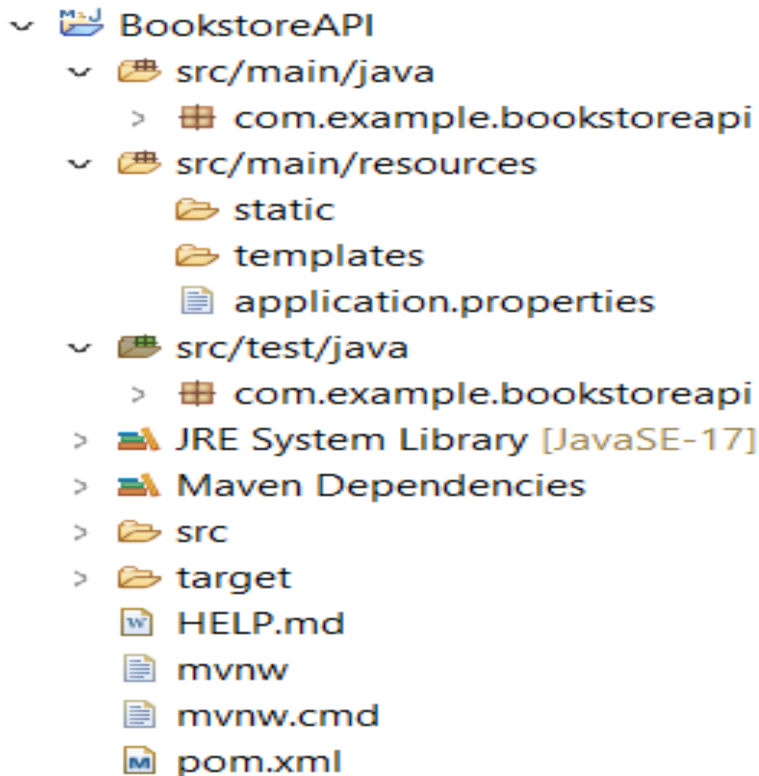 BookstoreAPI
src/main/java
com.example.bookstoreapi
src/main/resources
static
templates
application.properties
src/test/java
com.example.bookstoreapi
JRE System Library [JavaSE-17]
Maven Dependencies
src
target
HELP.md
mvnw
mvnw.cmd
pom.xml